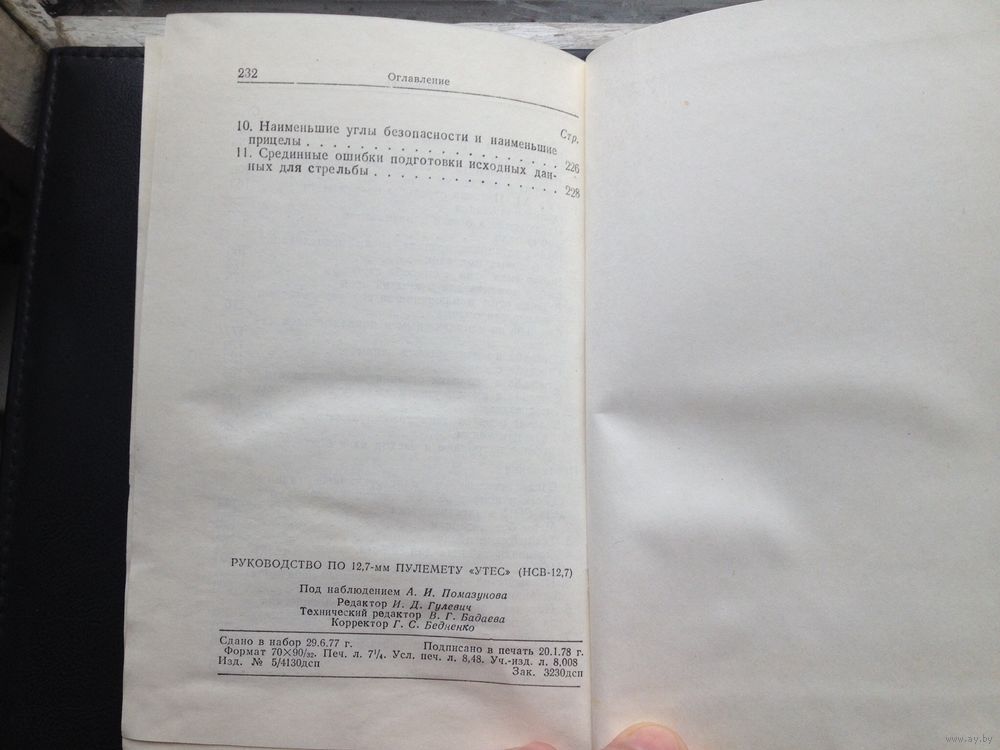 232
Оглавление
Стр.
10. Наименьшие углы безопасности и наименьшие
прицелы . . . . . . . . . . . . . . . . . . . . 226
11. Срединные ошибки подготовки исходных дан-
ных для стрельбы . . . . . . . . . . . . . . . 228
РУКОВОДСТВО ПО 12,7-мм ПУЛЕМЕТУ «УТЕС» (НСВ-12,7)
Под наблюдением А. И. Помазунова
Редактор И. Д. Гулевич
Технический редактор В. Г. Бадаева
Корректор Г. С. Бедненко
Сдано в набор 29.6.77 г. Подписано в печать 20.1.78 г.
Формат 70×90/32. Печ. л. 7¼. Усл. печ. л. 8,48. Уч.-изд. л. 8,008
Изд. № 5/4130дсп
Зак. 3230дсп
www.ay.by